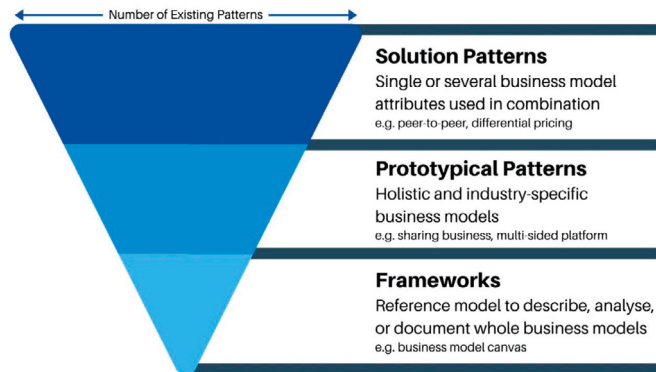 Number of Existing Patterns
Solution Patterns
Single or several business model
attributes used in combination
e.g. peer-to-peer, differential pricing
Prototypical Patterns
Holistic and industry-specific
business models
e.g. sharing business, multi-sided platform
Frameworks
Reference model to describe, analyse,
or document whole business models
e.g. business model canvas